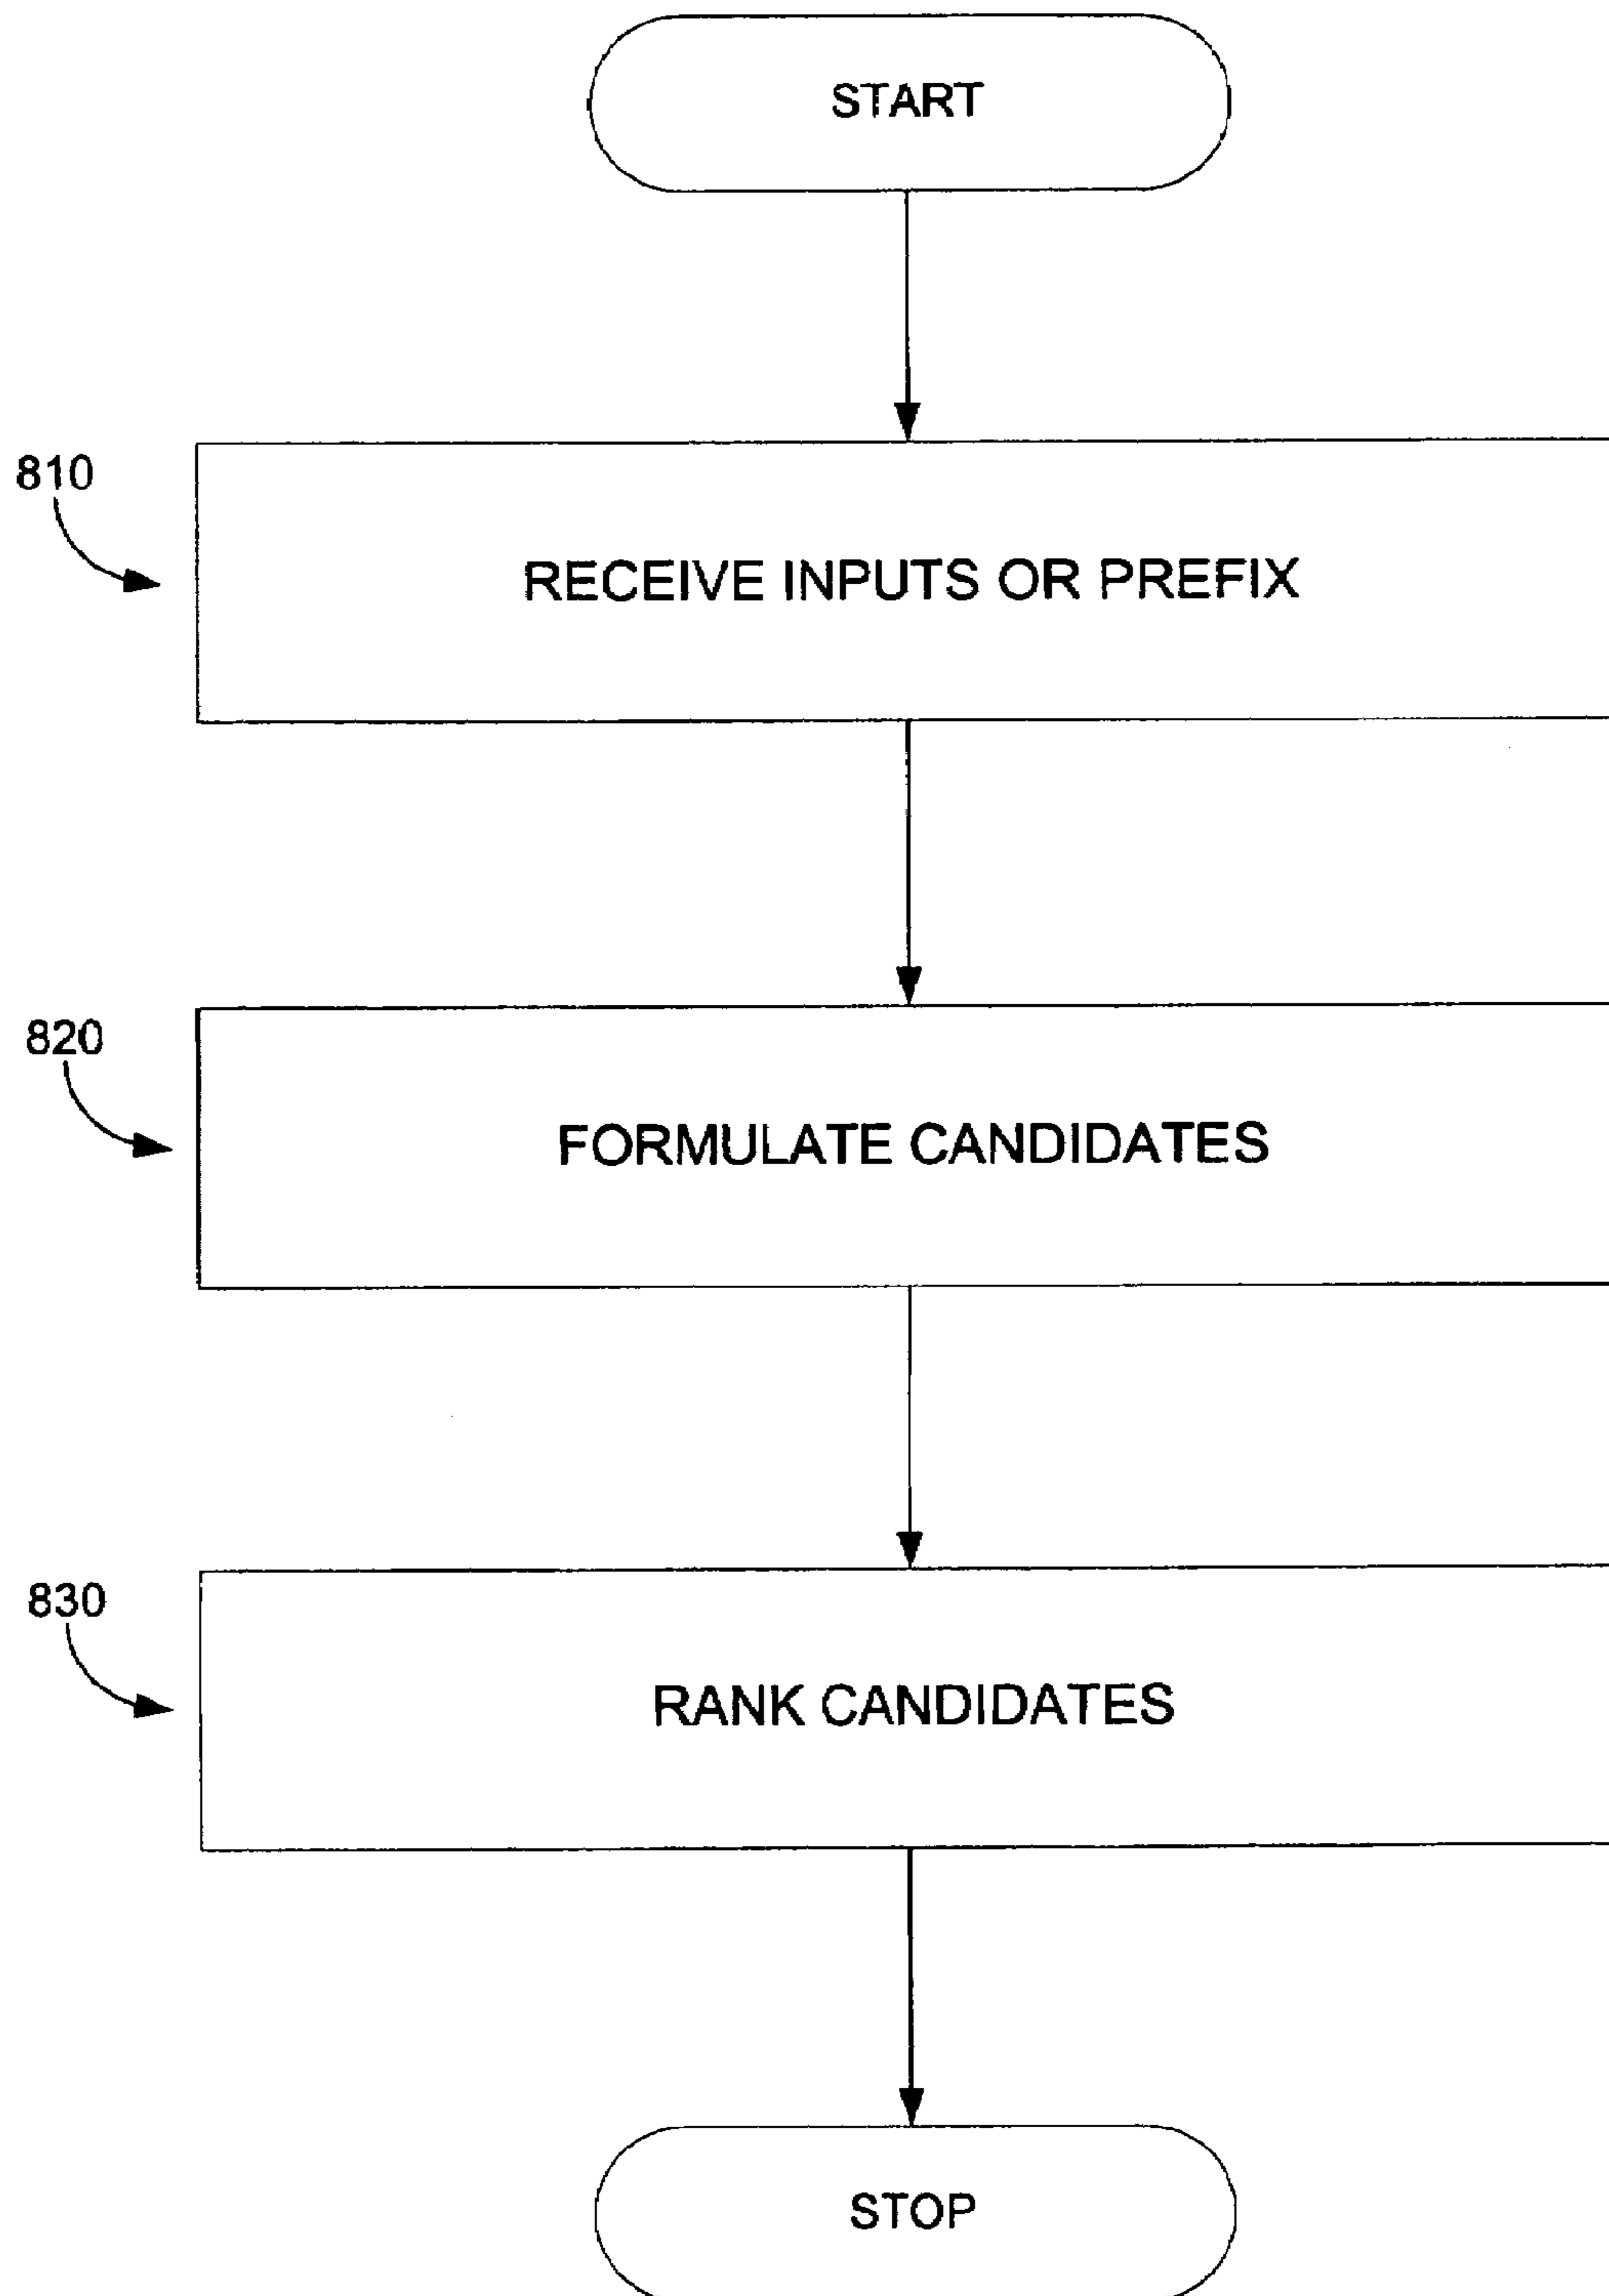 START
810
RECEIVE INPUTS OR PREFIX
820
FORMULATE CANDIDATES
830
RANK CANDIDATES
STOP